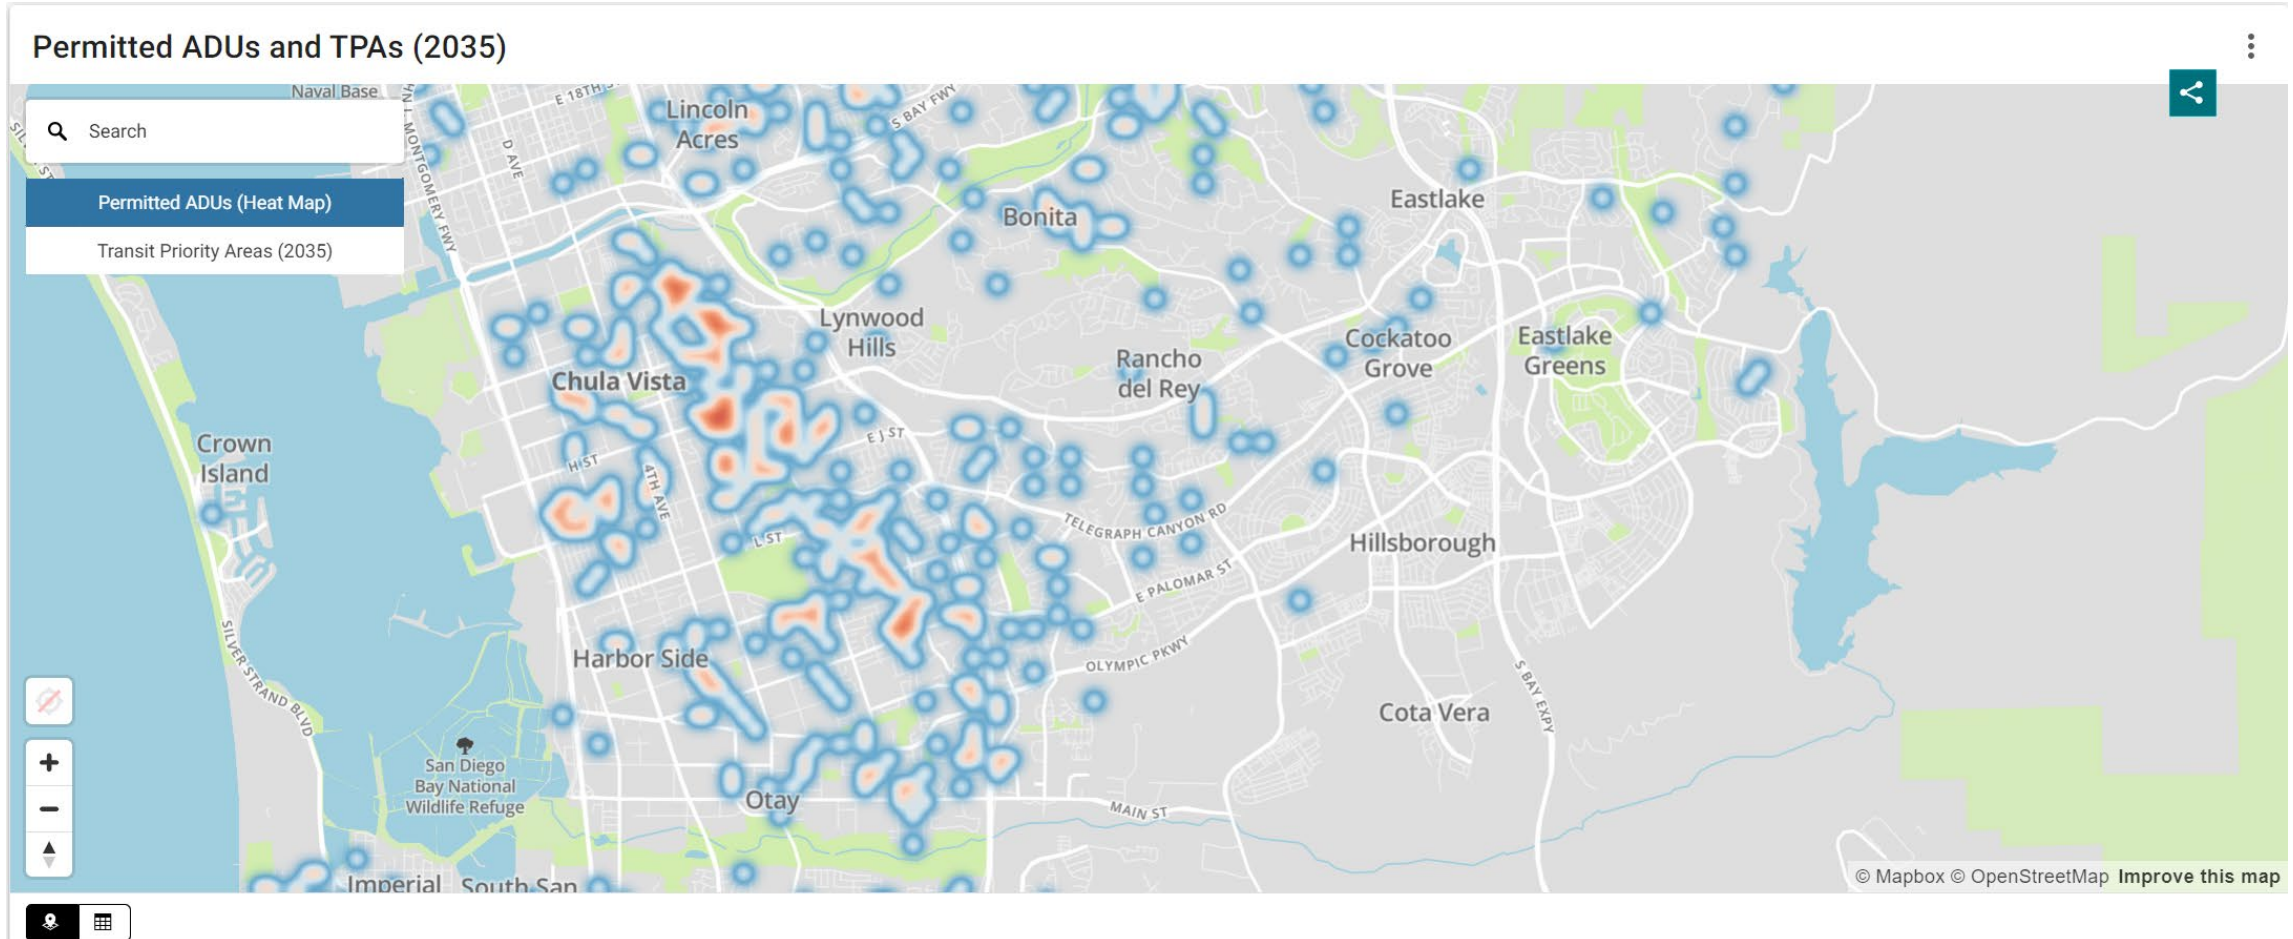 Permitted ADUs and TPAs (2035)
Naval Base
E 18TH
Lincoln
Acres
S BAY FWY
Search
D AVE
MONTGOMERY FWY
Permitted ADUs (Heat Map)
Transit Priority Areas (2035)
Bonita
Eastlake
Lynwood
Hills
Cockatoo
Grove
Eastlake
Greens
Rancho
del Rey
Chula Vista
E J ST
Crown
Island
H ST
4TH AVE
TELEGRAPH CANYON RD
L ST
Hillsborough
E PALOMAR ST
SILVER STRAND BLVD
Harbor Side
OLYMPIC PKWY
S BAY EXPY
Cota Vera
San Diego
Bay National
Wildlife Refuge
Otay
MAIN ST
Imperial
South San
© Mapbox © OpenStreetMap Improve this map